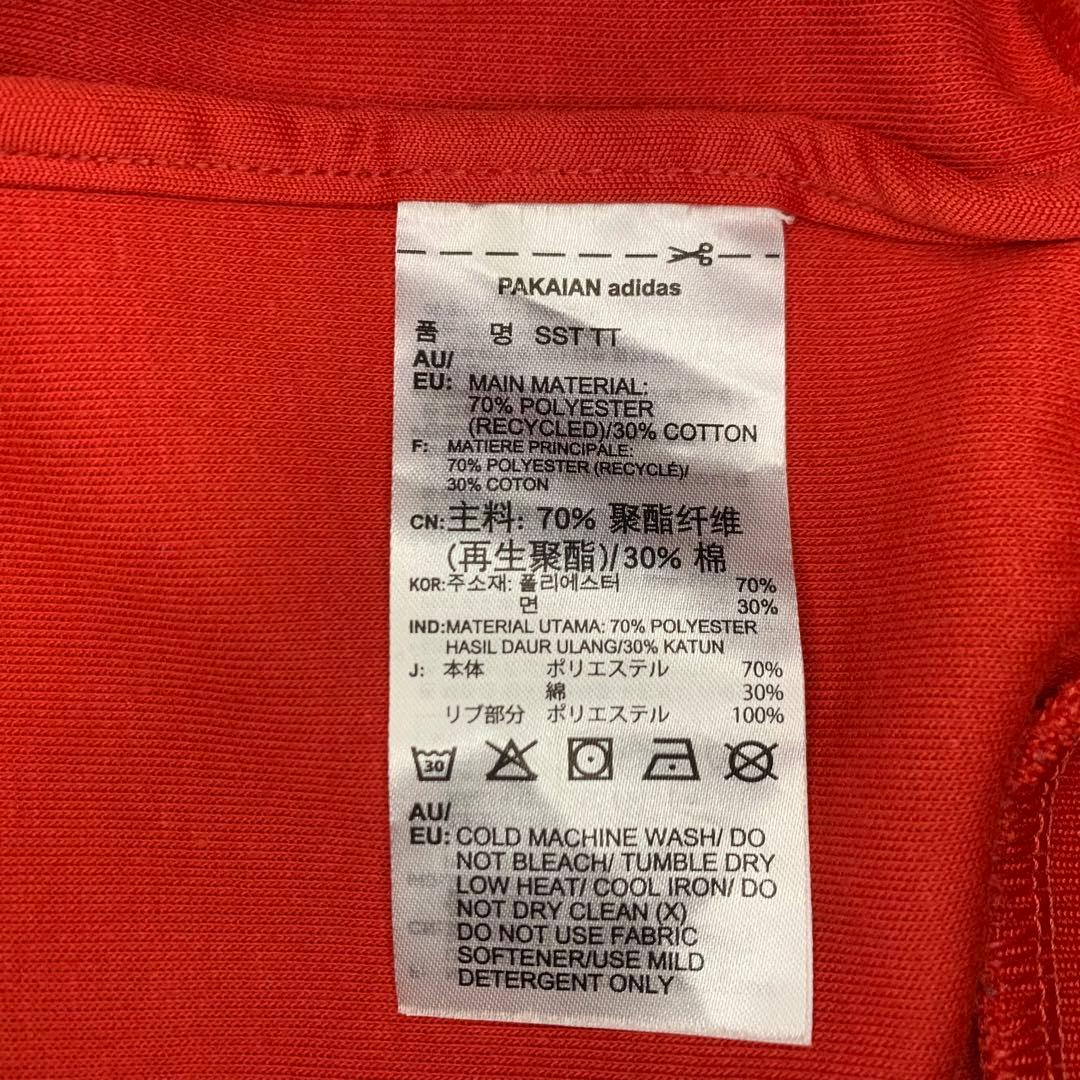 PAKAIAN adidas
품 명 SST TT
AU/
EU: MAIN MATERIAL:
70% POLYESTER
(RECYCLED)/30% COTTON
F: MATIERE PRINCIPALE:
70% POLYESTER (RECYCLÉ)/
30% COTON
CN:主料: 70% 聚酯纤维
(再生聚酯)/30% 棉
KOR:주소재: 폴리에스터 70%
면 30%
IND:MATERIAL UTAMA: 70% POLYESTER
HASIL DAUR ULANG/30% KATUN
J: 本体 ポリエステル 70%
綿 30%
リブ部分 ポリエステル 100%
30
AU/
EU: COLD MACHINE WASH/ DO
NOT BLEACH/ TUMBLE DRY
LOW HEAT/ COOL IRON/ DO
NOT DRY CLEAN (X)
DO NOT USE FABRIC
SOFTENER/USE MILD
DETERGENT ONLY